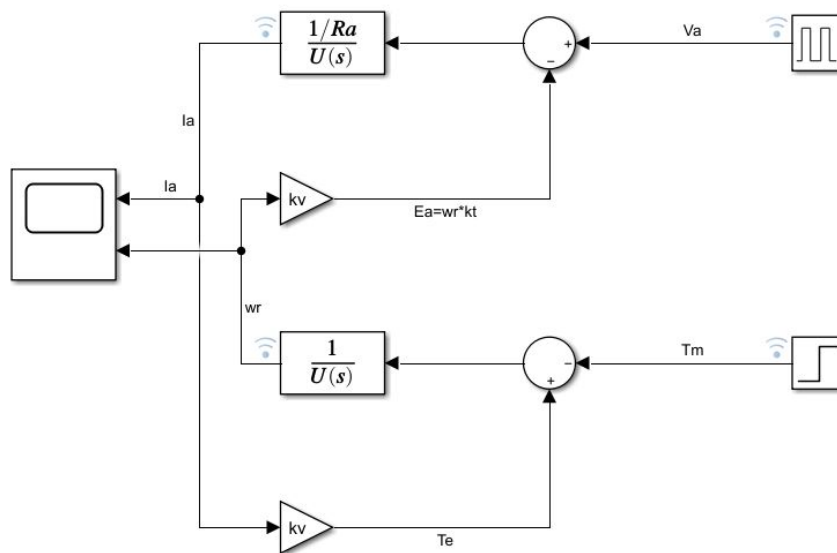 1/Ra
U(s)
+
−
Va
Ia
Ia
kv
Ea=wr*kt
wr
1
U(s)
−
+
Tm
kv
Te